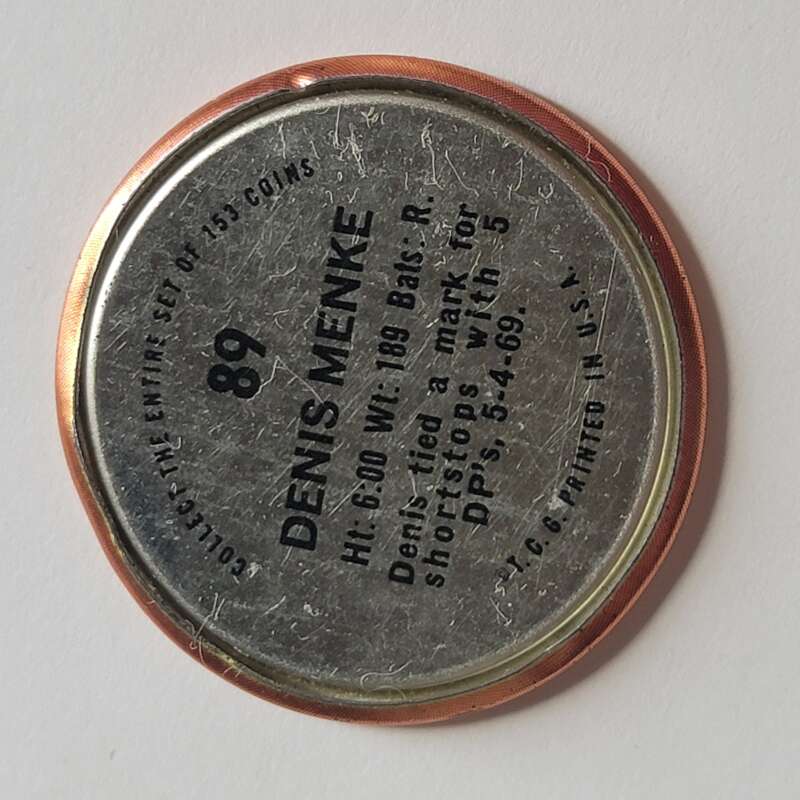 COLLECT THE ENTIRE SET OF 153 COINS
89
DENIS MENKE
Ht: 6:00 Wt: 189 Bats: R.
Denis tied a mark for
shortstops with 5
DP's, 5-4-69.
©T. C. G. PRINTED IN U.S.A.